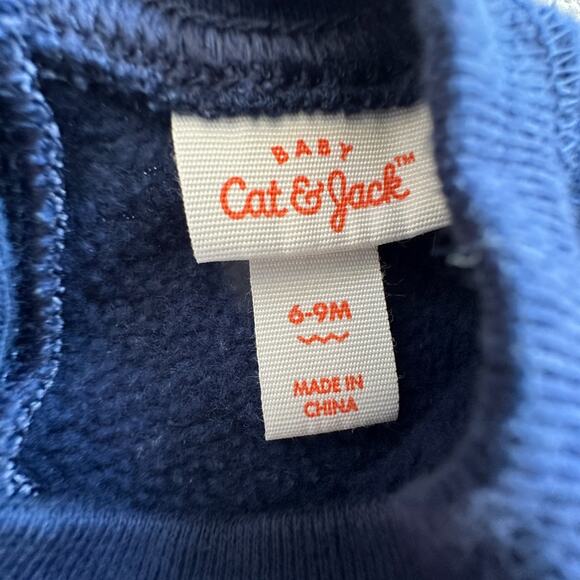 BABY
Cat & Jack™
6-9M
MADE IN
CHINA